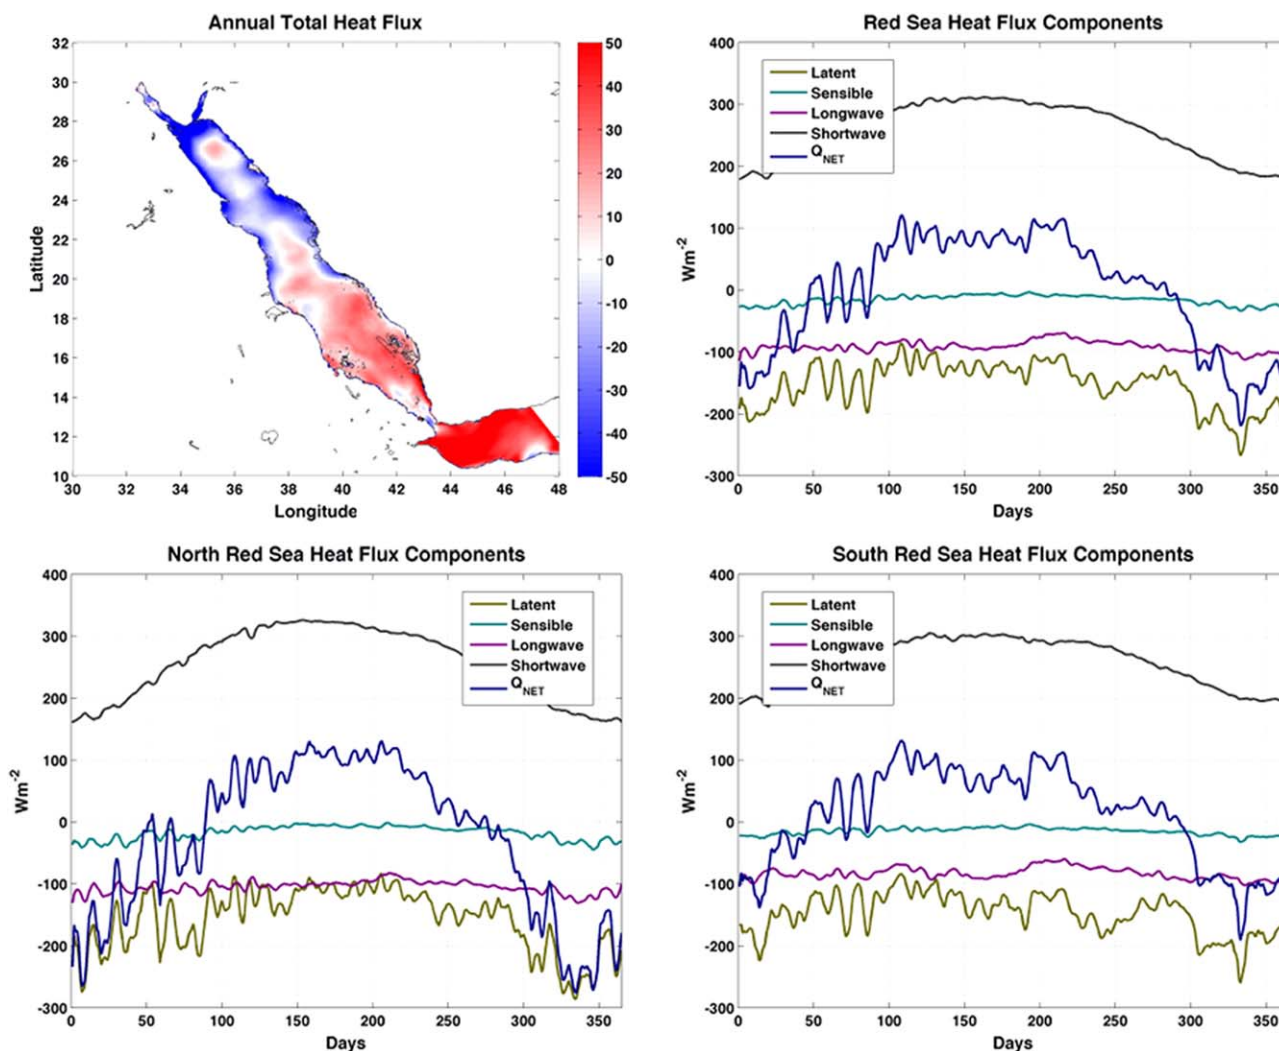 Annual Total Heat Flux
32
30
28
26
24
22
20
18
16
14
12
10
Latitude
30 32 34 36 38 40 42 44 46 48
Longitude
50
40
30
20
10
0
-10
-20
-30
-40
-50
Red Sea Heat Flux Components
400
300
200
100
0
-100
-200
-300
Wm-2
Latent
Sensible
Longwave
Shortwave
QNET
0 50 100 150 200 250 300 350
Days
North Red Sea Heat Flux Components
400
300
200
100
0
-100
-200
-300
Wm-2
Latent
Sensible
Longwave
Shortwave
QNET
0 50 100 150 200 250 300 350
Days
South Red Sea Heat Flux Components
400
300
200
100
0
-100
-200
-300
Wm-2
Latent
Sensible
Longwave
Shortwave
QNET
0 50 100 150 200 250 300 350
Days